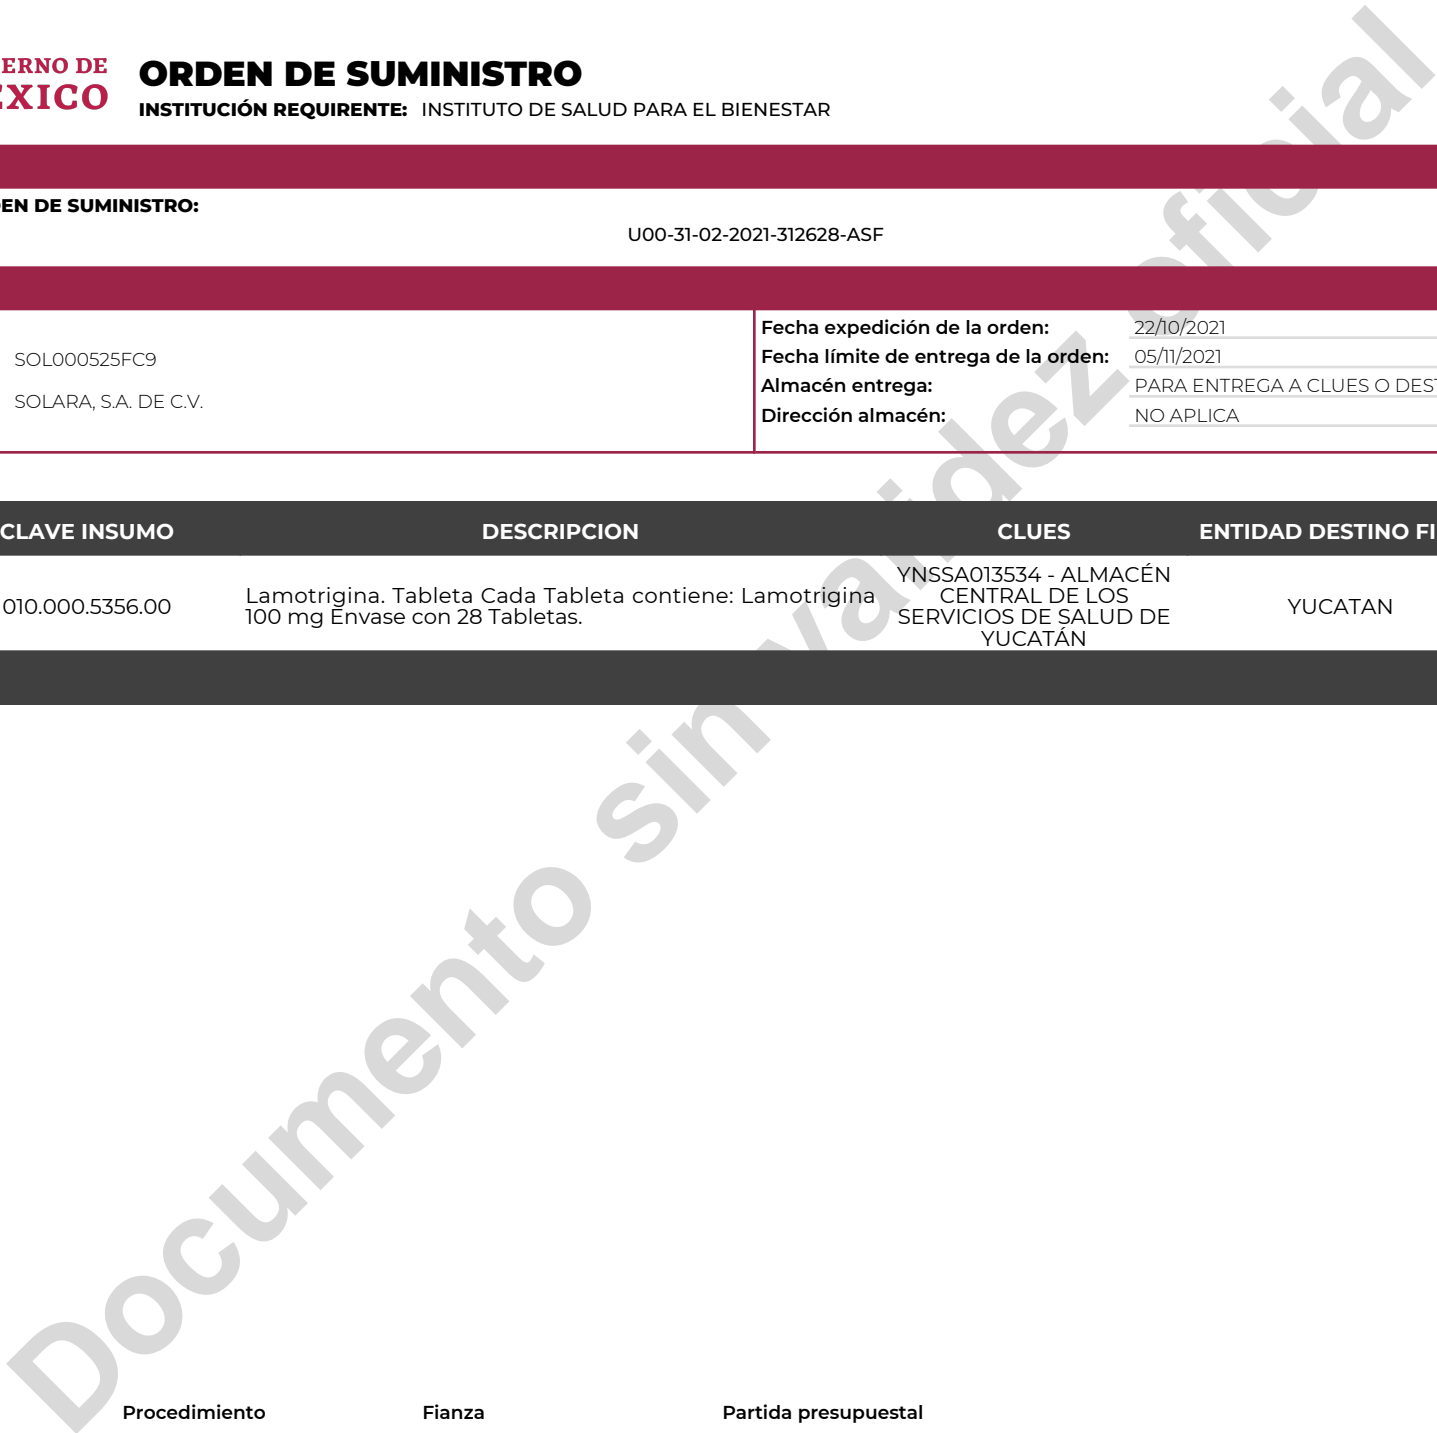 ERNO DE
ÉXICO
ORDEN DE SUMINISTRO
INSTITUCIÓN REQUIRENTE: INSTITUTO DE SALUD PARA EL BIENESTAR
EN DE SUMINISTRO:
U00-31-02-2021-312628-ASF
SOL000525FC9
SOLARA, S.A. DE C.V.
Fecha expedición de la orden: 22/10/2021
Fecha límite de entrega de la orden: 05/11/2021
Almacén entrega: PARA ENTREGA A CLUES O DEST
Dirección almacén: NO APLICA
CLAVE INSUMO DESCRIPCION CLUES ENTIDAD DESTINO FI
010.000.5356.00
Lamotrigina. Tableta Cada Tableta contiene: Lamotrigina
100 mg Envase con 28 Tabletas.
YNSSA013534 - ALMACÉN
CENTRAL DE LOS
SERVICIOS DE SALUD DE
YUCATÁN
YUCATAN
Documento sin validez oficial
Procedimiento Fianza Partida presupuestal